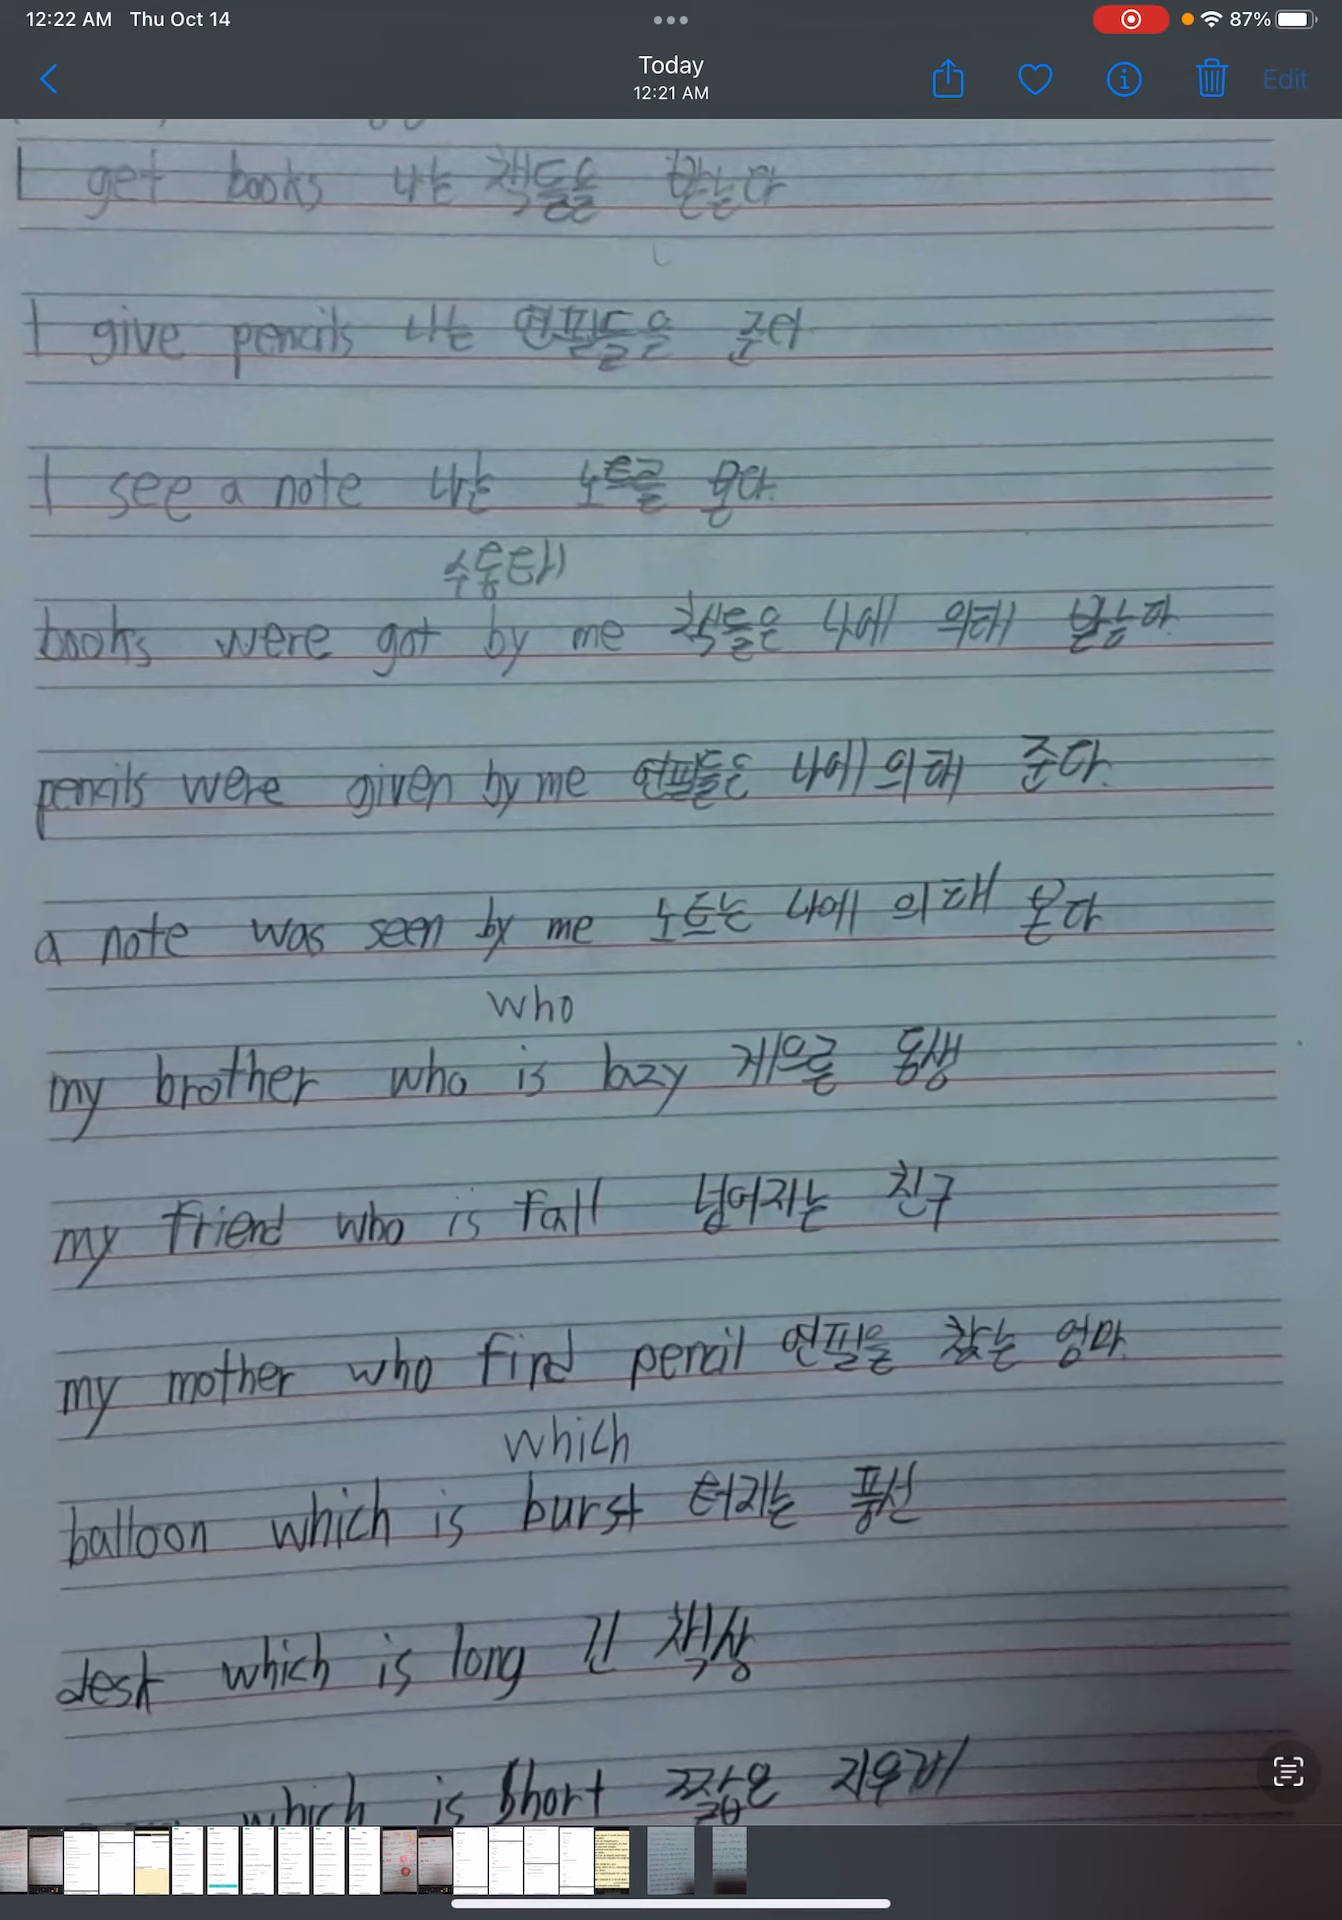 12:22 AM Thu Oct 14
87%
Today
12:21 AM
Edit
I get books 나는 책들을 받는다
I give pencils 나는 연필들을 준다
I see a note 나는 노트를 본다.
수동태
books were got by me 책들은 나에 의해 받는다.
pencils were given by me 연필들은 나에 의해 준다.
a note was seen by me 노트는 나에 의해 본다
who
my brother who is lazy 게으른 동생
my friend who is fall 넘어지는 친구
my mother who find pencil 연필을 찾는 엄마.
which
balloon which is burst 터지는 풍선
desk which is long 긴 책상
which is short 짧은 지우개